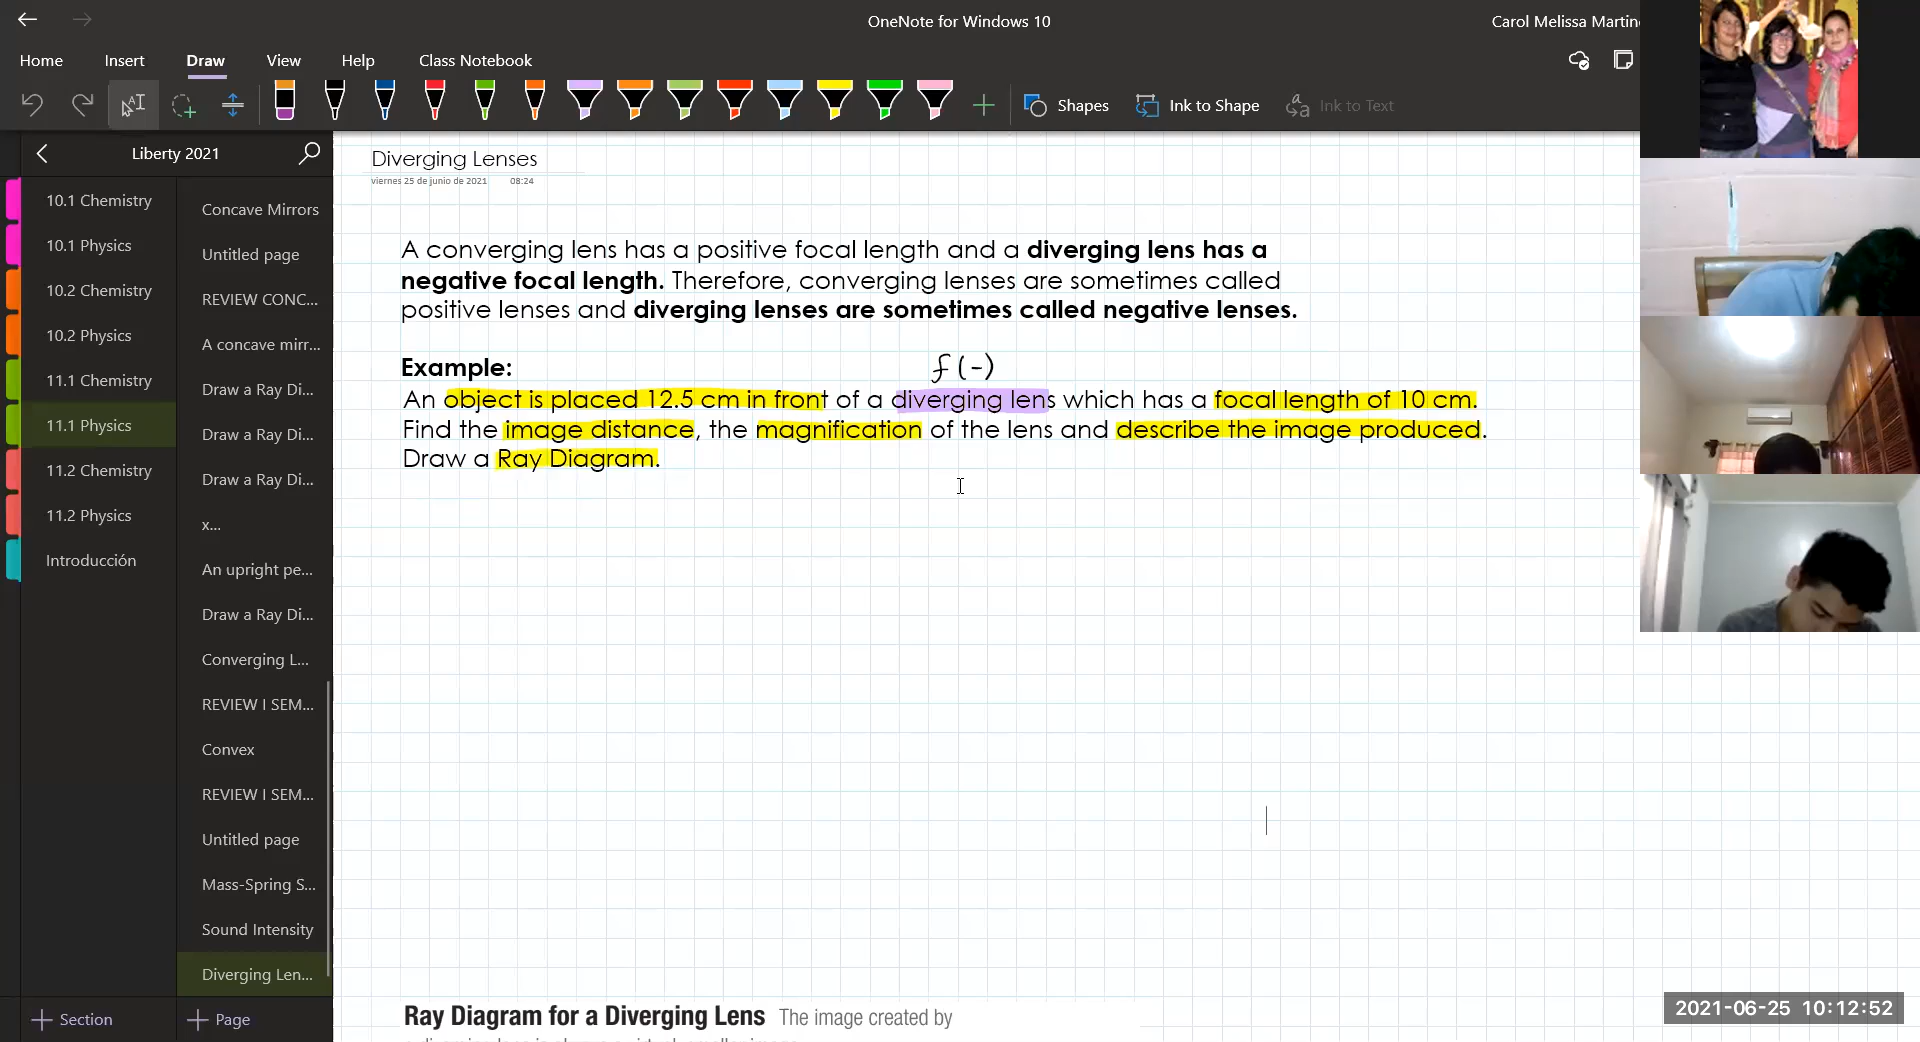 OneNote for Windows 10
Carol Melissa Martin
Home Insert Draw View Help Class Notebook
Shapes Ink to Shape Ink to Text
Liberty 2021
10.1 Chemistry
10.1 Physics
10.2 Chemistry
10.2 Physics
11.1 Chemistry
11.1 Physics
11.2 Chemistry
11.2 Physics
Introducción
Section
Concave Mirrors
Untitled page
REVIEW CONC...
A concave mirr...
Draw a Ray Di...
Draw a Ray Di...
Draw a Ray Di...
x...
An upright pe...
Draw a Ray Di...
Converging L...
REVIEW I SEM...
Convex
REVIEW I SEM...
Untitled page
Mass-Spring S...
Sound Intensity
Diverging Len...
Page
Diverging Lenses
viernes 25 de junio de 2021 08:24
A converging lens has a positive focal length and a diverging lens has a
negative focal length. Therefore, converging lenses are sometimes called
positive lenses and diverging lenses are sometimes called negative lenses.
Example:
f (-)
An object is placed 12.5 cm in front of a diverging lens which has a focal length of 10 cm.
Find the image distance, the magnification of the lens and describe the image produced.
Draw a Ray Diagram.
Ray Diagram for a Diverging Lens The image created by
2021-06-25 10:12:52